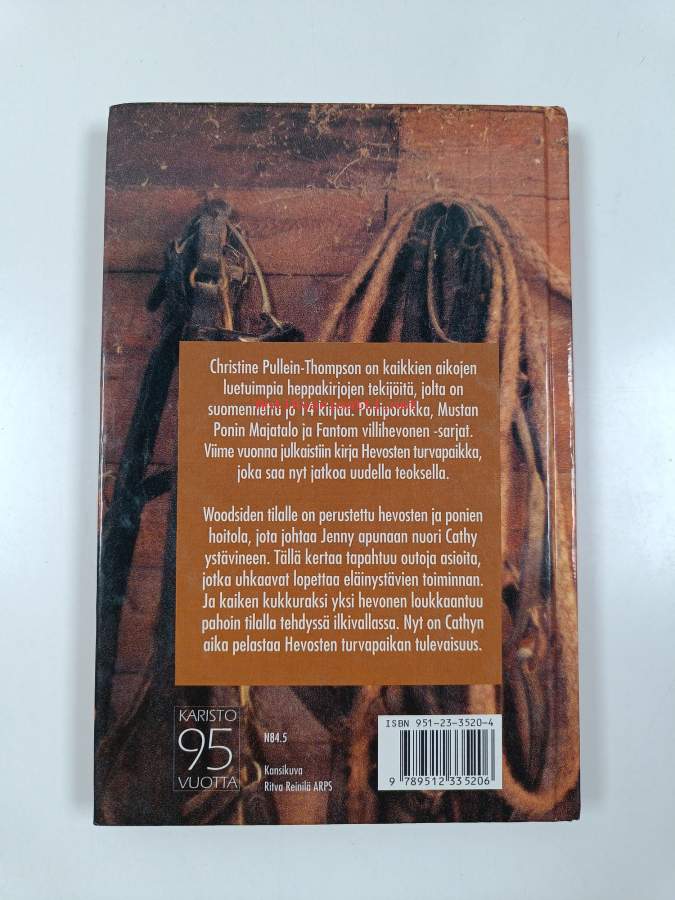 Christine Pullein-Thompson on kaikkien aikojen
luetuimpia heppakirjojen tekijöitä, jolta on
suomennettu jo 14 kirjaa: Poniporukka, Mustan
Ponin Majatalo ja Fantom villihevonen -sarjat.
Viime vuonna julkaistiin kirja Hevosten turvapaikka,
joka saa nyt jatkoa uudella teoksella.
Woodsiden tilalle on perustettu hevosten ja ponien
hoitola, jota johtaa Jenny apunaan nuori Cathy
ystävineen. Tällä kertaa tapahtuu outoja asioita,
jotka uhkaavat lopettaa eläinystävien toiminnan.
Ja kaiken kukkuraksi yksi hevonen loukkaantuu
pahoin tilalla tehdyssä ilkivallassa. Nyt on Cathyn
aika pelastaa Hevosten turvapaikan tulevaisuus.
KARISTO
95
VUOTTA
N84.5
Kansikuva
Ritva Reinilä ARPS
ISBN 951-23-3520-4
9 789512 335206